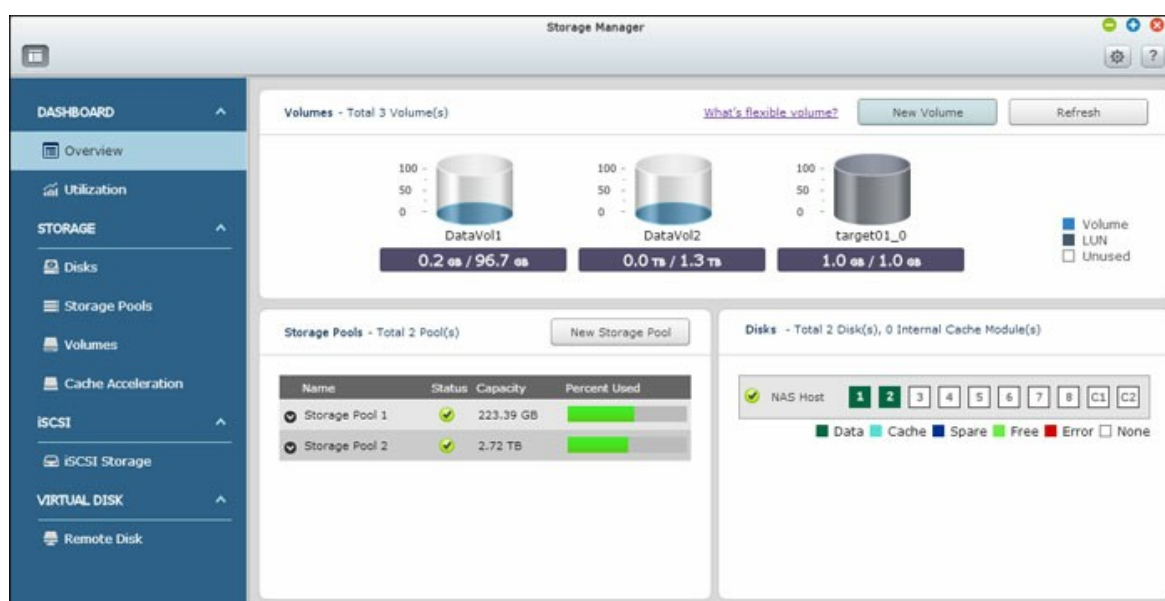 Storage Manager
?
DASHBOARD
Overview
Utilization
STORAGE
Disks
Storage Pools
Volumes
Cache Acceleration
iSCSI
iSCSI Storage
VIRTUAL DISK
Remote Disk
Volumes - Total 3 Volume(s)
What's flexible volume?
New Volume
Refresh
100
50
0
DataVol1
0.2 GB / 96.7 GB
100
50
0
DataVol2
0.0 TB / 1.3 TB
100
50
0
target01_0
1.0 GB / 1.0 GB
Volume
LUN
Unused
Storage Pools - Total 2 Pool(s)
New Storage Pool
Name Status Capacity Percent Used
Storage Pool 1 223.39 GB
Storage Pool 2 2.72 TB
Disks - Total 2 Disk(s), 0 Internal Cache Module(s)
NAS Host 1 2 3 4 5 6 7 8 C1 C2
Data Cache Spare Free Error None